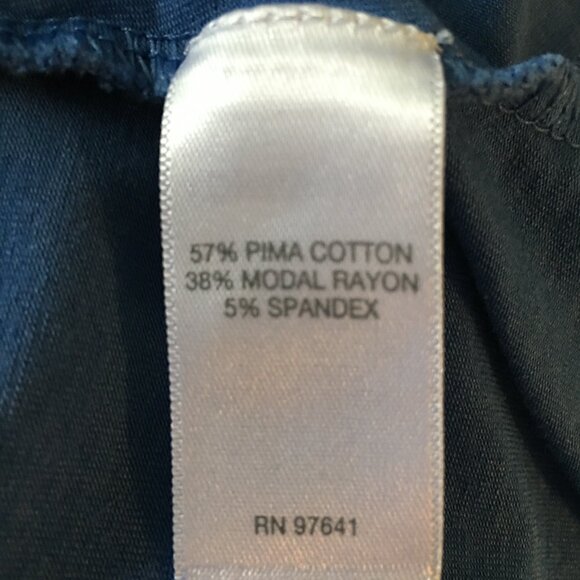 57% PIMA COTTON
38% MODAL RAYON
5% SPANDEX
RN 97641